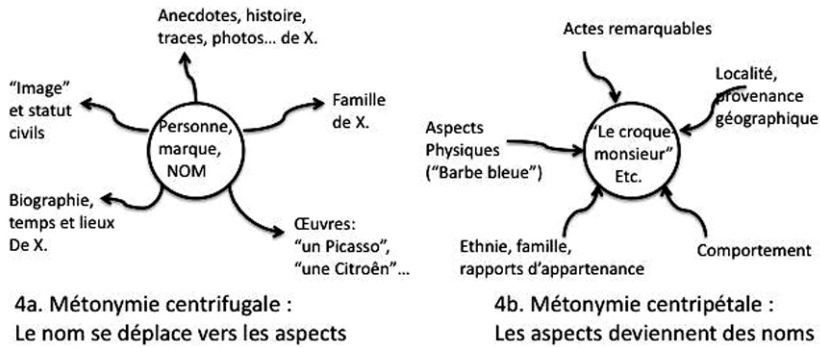 Anecdotes, histoire,
traces, photos... de X.
“Image”
et statut
civils
Personne,
marque,
NOM
Famille
de X.
Biographie,
temps et lieux
De X.
Œuvres:
“un Picasso”,
“une Citroên”...
4a. Métonymie centrifugale :
Le nom se déplace vers les aspects
Actes remarquables
Localité,
provenance
géographique
Aspects
Physiques
(“Barbe bleue”)
“Le croque-
monsieur”
Etc.
Ethnie, famille,
rapports d’appartenance
Comportement
4b. Métonymie centripétale :
Les aspects deviennent des noms